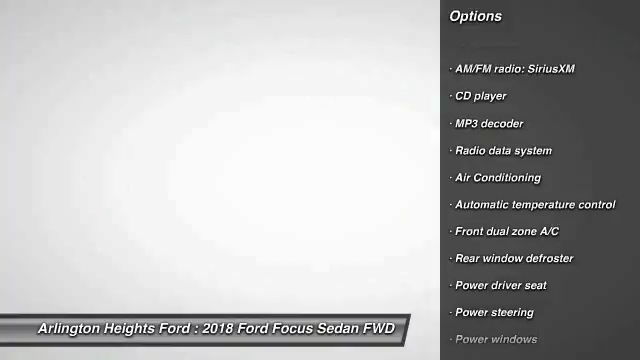 Options
· AM/FM radio: SiriusXM
· CD player
· MP3 decoder
· Radio data system
· Air Conditioning
· Automatic temperature control
· Front dual zone A/C
· Rear window defroster
· Power driver seat
· Power steering
· Power windows
Arlington Heights Ford : 2018 Ford Focus Sedan FWD